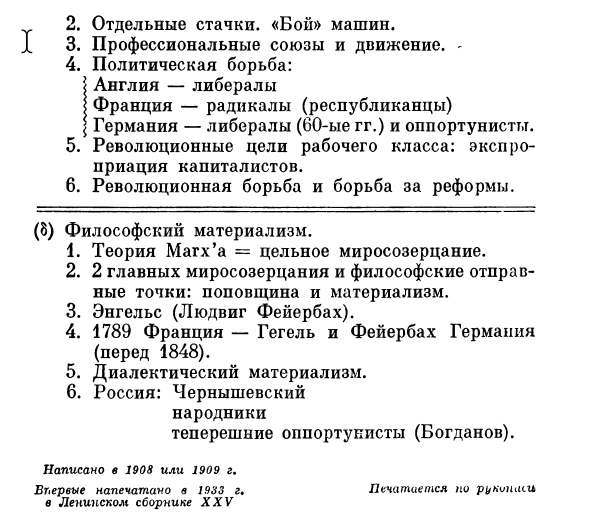 2. Отдельные стачки. «Бой» машин.
3. Профессиональные союзы и движение.
4. Политическая борьба:
Англия — либералы
Франция — радикалы (республиканцы)
Германия — либералы (60-ые гг.) и оппортунисты.
5. Революционные цели рабочего класса: экспро-
приация капиталистов.
6. Революционная борьба и борьба за реформы.
(δ) Философский материализм.
1. Теория Marx’a = цельное миросозерцание.
2. 2 главных миросозерцания и философские отправ-
ные точки: поповщина и материализм.
3. Энгельс (Людвиг Фейербах).
4. 1789 Франция — Гегель и Фейербах Германия
(перед 1848).
5. Диалектический материализм.
6. Россия: Чернышевский
народники
теперешние оппортунисты (Богданов).
Написано в 1908 или 1909 г.
Впервые напечатано в 1933 г.
в Ленинском сборнике XXV
Печатается по рукописи